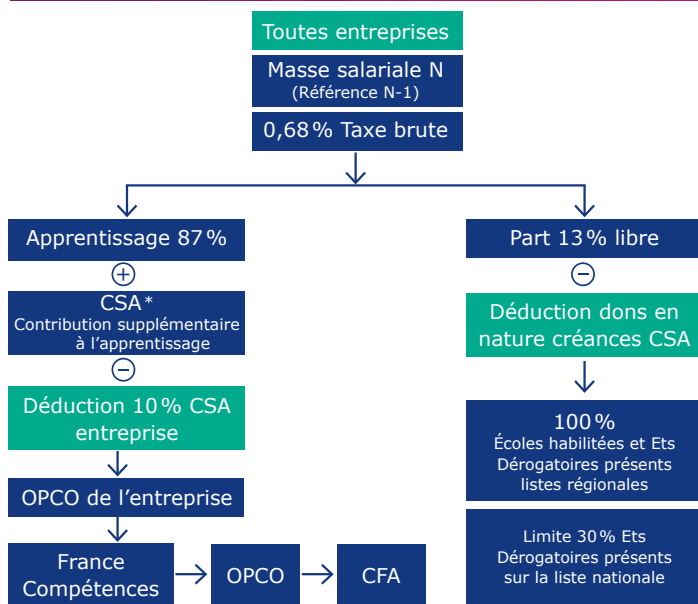 Toutes entreprises
Masse salariale N
(Référence N-1)
0,68 % Taxe brute
Apprentissage 87 %
+
CSA *
Contribution supplémentaire
à l’apprentissage
−
Déduction 10 % CSA
entreprise
OPCO de l’entreprise
France
Compétences
OPCO
CFA
Part 13 % libre
−
Déduction dons en
nature créances CSA
100 %
Écoles habilitées et Ets
Dérogatoires présents
listes régionales
Limite 30 % Ets
Dérogatoires présents
sur la liste nationale